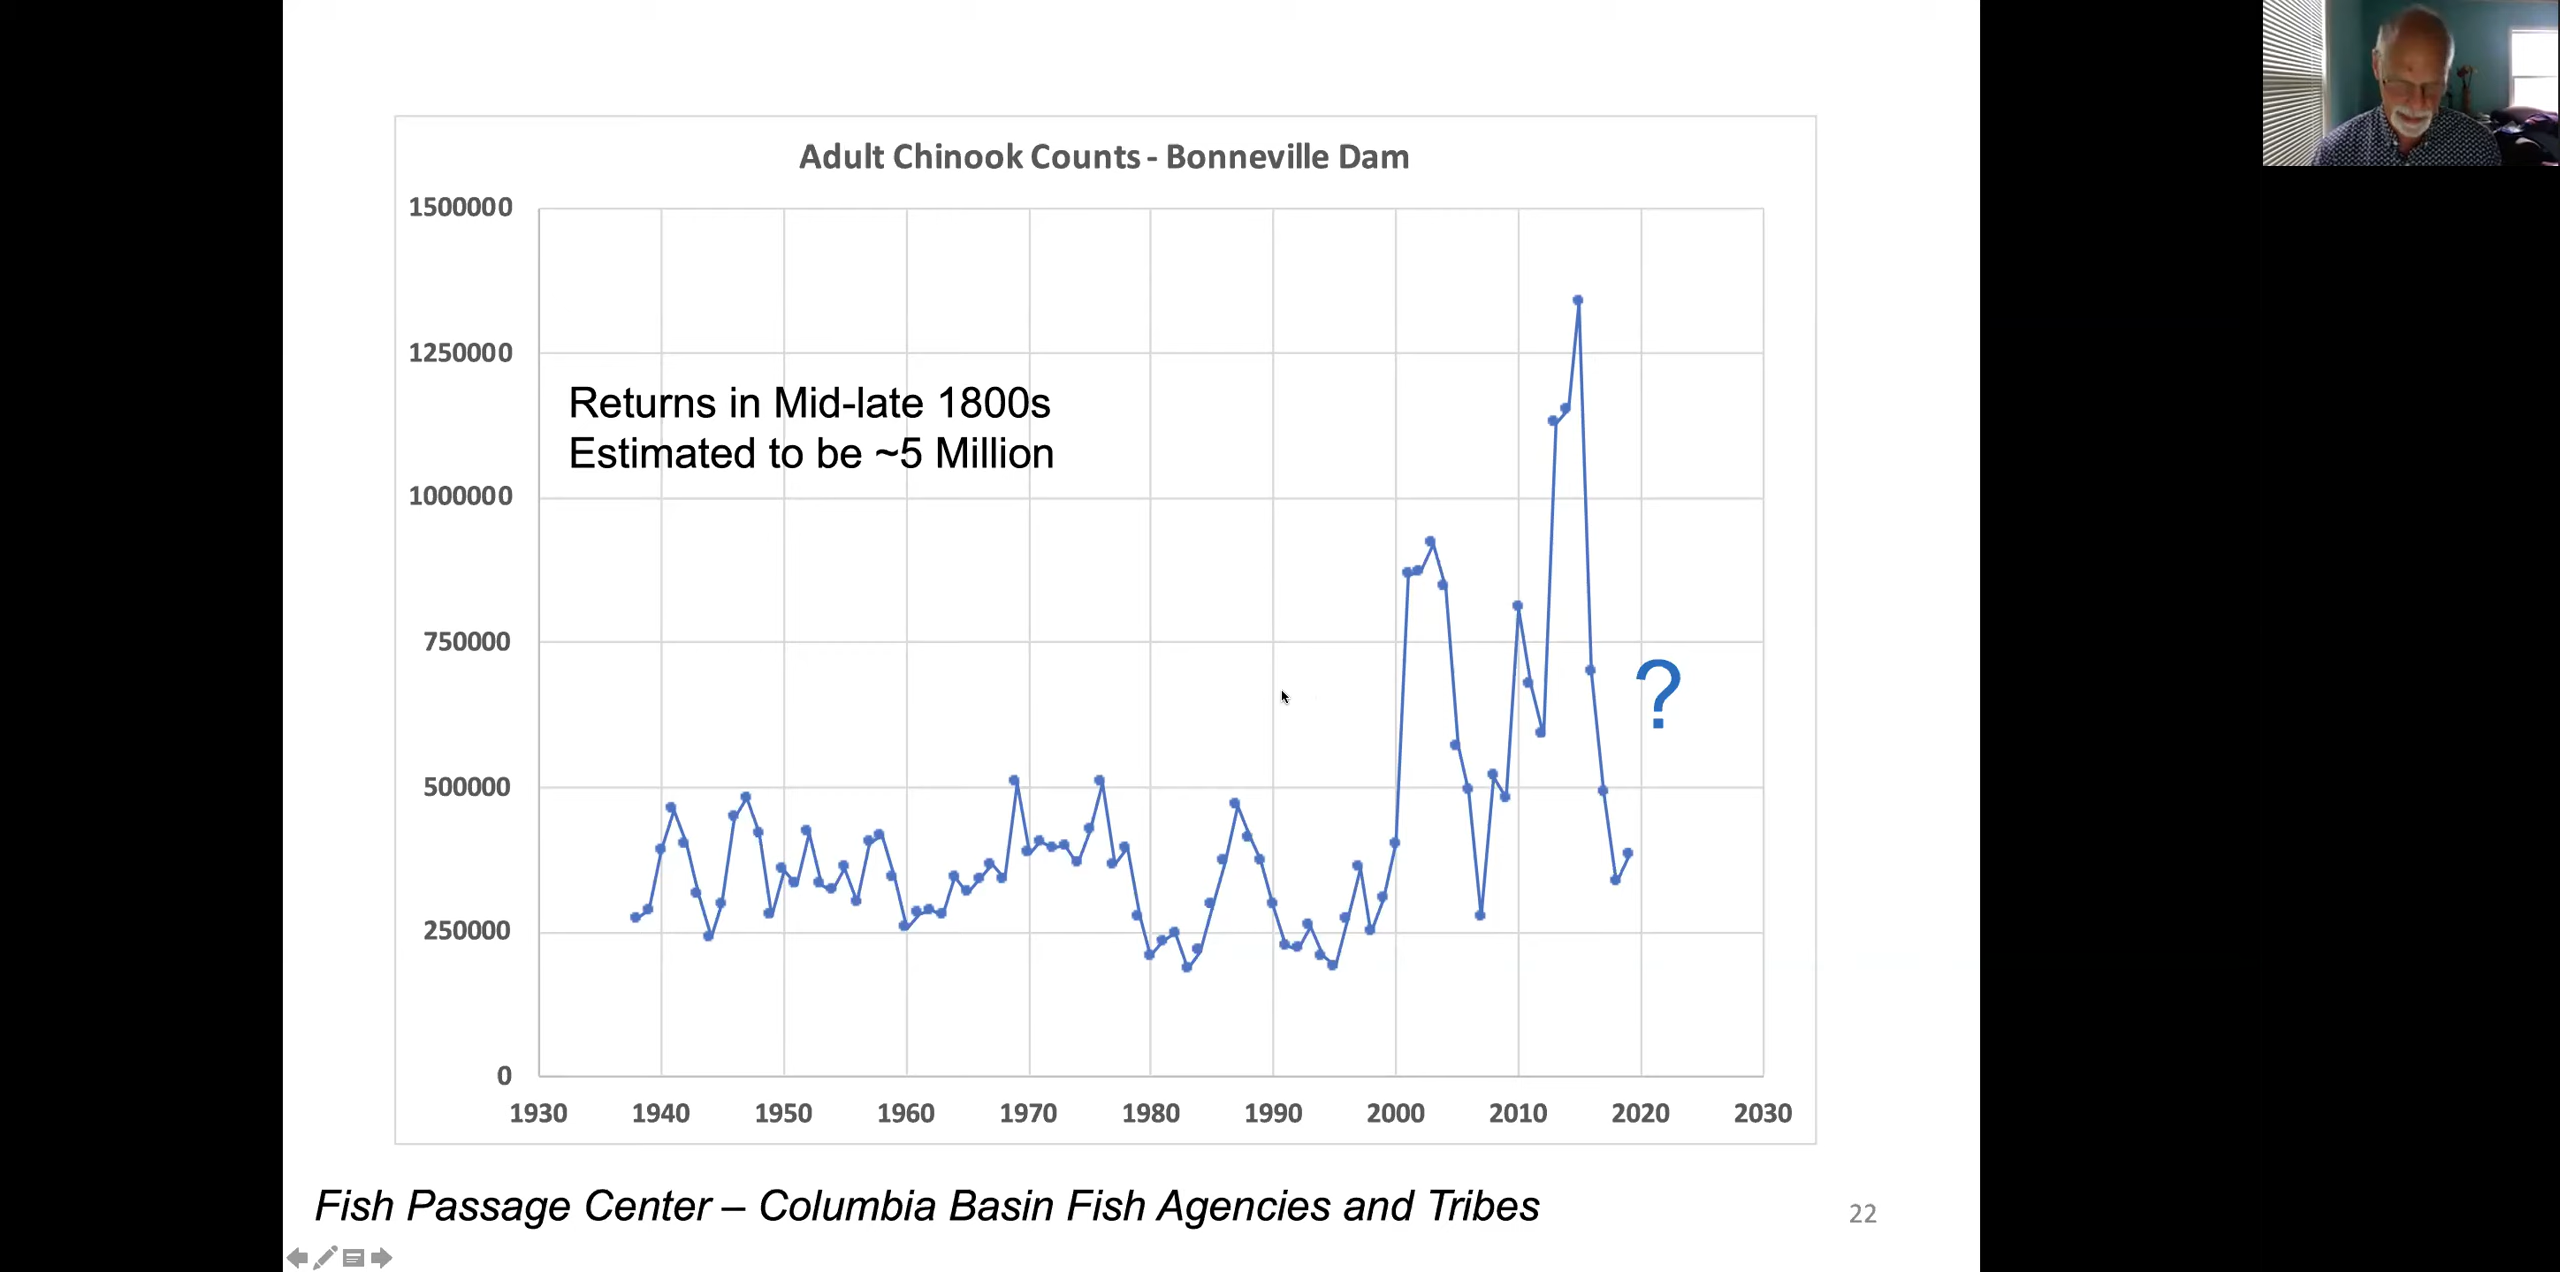 Adult Chinook Counts - Bonneville Dam
1500000
1250000
Returns in Mid-late 1800s
Estimated to be ~5 Million
1000000
750000
?
500000
250000
0
1930 1940 1950 1960 1970 1980 1990 2000 2010 2020 2030
Fish Passage Center – Columbia Basin Fish Agencies and Tribes
22